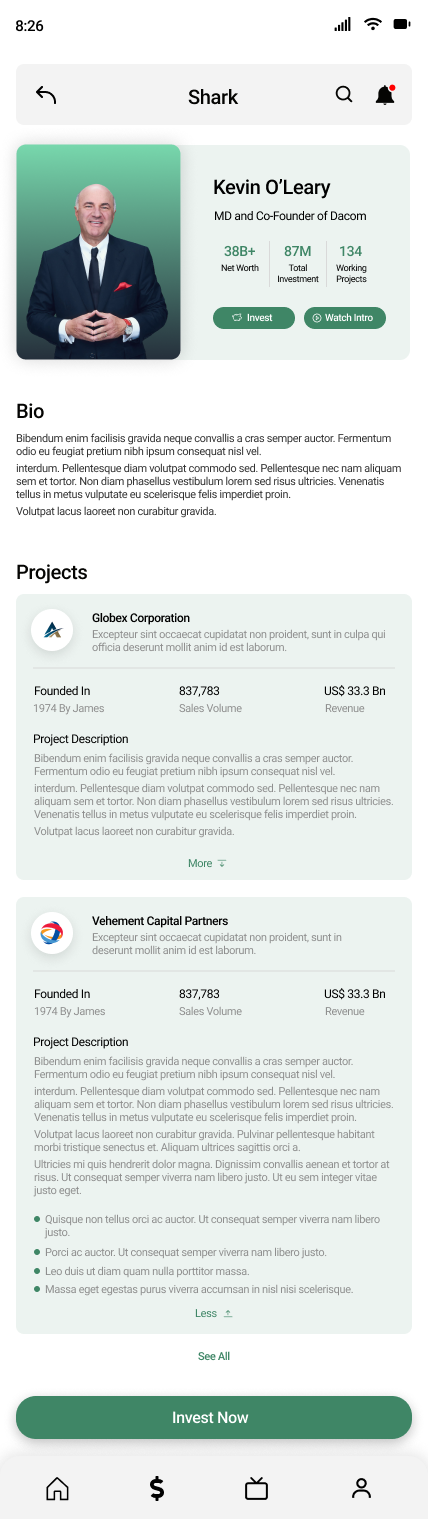 8:26
Shark
Kevin O’Leary
MD and Co-Founder of Dacom
38B+
Net Worth
87M
Total
Investment
134
Working
Projects
Invest
Watch Intro
Bio
Bibendum enim facilisis gravida neque convallis a cras semper auctor. Fermentum
odio eu feugiat pretium nibh ipsum consequat nisl vel.
interdum. Pellentesque diam volutpat commodo sed. Pellentesque nec nam aliquam
sem et tortor. Non diam phasellus vestibulum lorem sed risus ultricies. Venenatis
tellus in metus vulputate eu scelerisque felis imperdiet proin.
Volutpat lacus laoreet non curabitur gravida.
Projects
Globex Corporation
Excepteur sint occaecat cupidatat non proident, sunt in culpa qui
officia deserunt mollit anim id est laborum.
Founded In
837,783
US$ 33.3 Bn
1974 By James
Sales Volume
Revenue
Project Description
Bibendum enim facilisis gravida neque convallis a cras semper auctor.
Fermentum odio eu feugiat pretium nibh ipsum consequat nisl vel.
interdum. Pellentesque diam volutpat commodo sed. Pellentesque nec nam
aliquam sem et tortor. Non diam phasellus vestibulum lorem sed risus ultricies.
Venenatis tellus in metus vulputate eu scelerisque felis imperdiet proin.
Volutpat lacus laoreet non curabitur gravida.
More
Vehement Capital Partners
Excepteur sint occaecat cupidatat non proident, sunt in
deserunt mollit anim id est laborum.
Founded In
837,783
US$ 33.3 Bn
1974 By James
Sales Volume
Revenue
Project Description
Bibendum enim facilisis gravida neque convallis a cras semper auctor.
Fermentum odio eu feugiat pretium nibh ipsum consequat nisl vel.
interdum. Pellentesque diam volutpat commodo sed. Pellentesque nec nam
aliquam sem et tortor. Non diam phasellus vestibulum lorem sed risus ultricies.
Venenatis tellus in metus vulputate eu scelerisque felis imperdiet proin.
Volutpat lacus laoreet non curabitur gravida. Pulvinar pellentesque habitant
morbi tristique senectus et. Aliquam ultrices sagittis orci a.
Ultricies mi quis hendrerit dolor magna. Dignissim convallis aenean et tortor at
risus. Ut consequat semper viverra nam libero justo. Ut eu sem integer vitae
justo eget.
Quisque non tellus orci ac auctor. Ut consequat semper viverra nam libero
justo.
Porci ac auctor. Ut consequat semper viverra nam libero justo.
Leo duis ut diam quam nulla porttitor massa.
Massa eget egestas purus viverra accumsan in nisl nisi scelerisque.
Less
See All
Invest Now